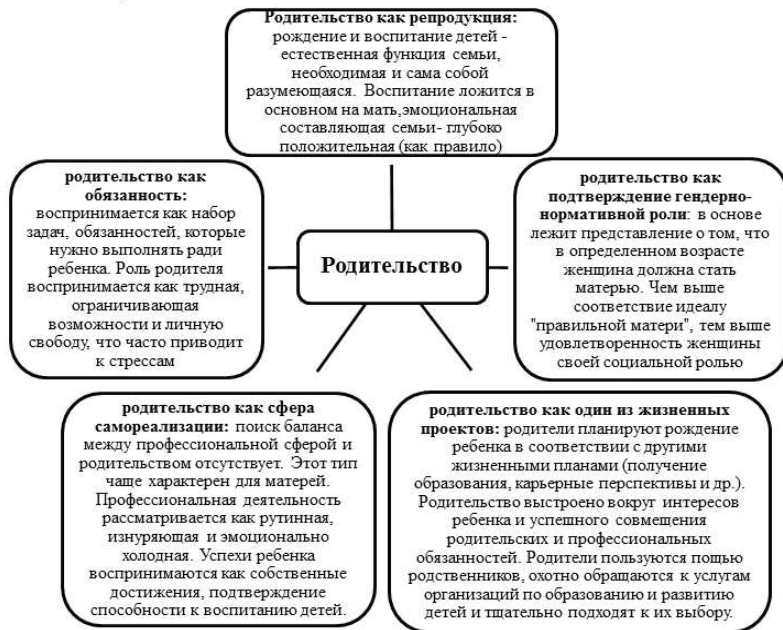 Родительство как репродукция:
рождение и воспитание детей -
естественная функция семьи,
необходимая и сама собой
разумеющаяся. Воспитание ложится в
основном на мать,эмоциональная
составляющая семьи- глубоко
положительная (как правило)
родительство как
обязанность:
воспринимается как набор
задач, обязанностей, которые
нужно выполнять ради
ребенка. Роль родителя
воспринимается как трудная,
ограничивающая
возможности и личную
свободу, что часто приводит
к стрессам
Родительство
родительство как
подтверждение гендерно-
нормативной роли: в основе
лежит представление о том, что
в определенном возрасте
женщина должна стать
матерью. Чем выше
соответствие идеалу
"правильной матери", тем выше
удовлетворенность женщины
своей социальной ролью
родительство как сфера
самореализации: поиск баланса
между профессиональной сферой и
родительством отсутствует. Этот тип
чаще характерен для матерей.
Профессиональная деятельность
рассматривается как рутинная,
изнуряющая и эмоционально
холодная. Успехи ребенка
воспринимаются как собственные
достижения, подтверждение
способности к воспитанию детей.
родительство как один из жизненных
проектов: родители планируют рождение
ребенка в соответствии с другими
жизненными планами (получение
образования, карьерные перспективы и др.).
Родительство выстроено вокруг интересов
ребенка и успешного совмещения
родительских и профессиональных
обязанностей. Родители пользуются пощью
родственников, охотно обращаются к услугам
организаций по образованию и развитию
детей и тщательно подходят к их выбору.